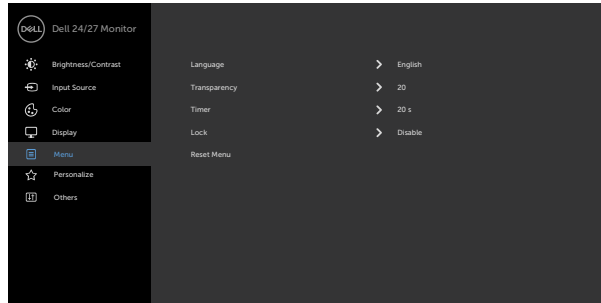 DELL Dell 24/27 Monitor
Brightness/Contrast
Input Source
Color
Display
Menu
Personalize
Others
Language > English
Transparency > 20
Timer > 20 s
Lock > Disable
Reset Menu